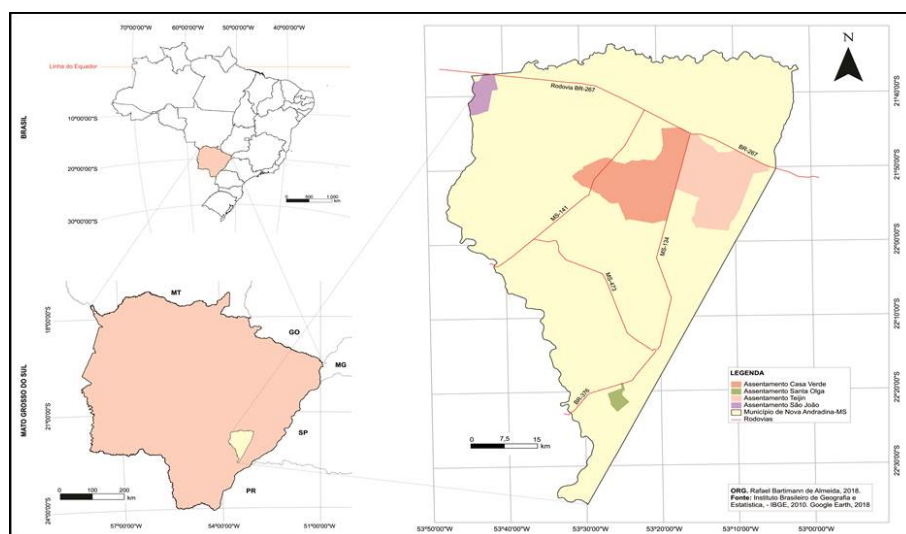 70°00'00"W
60°00'00"W
50°00'00"W
40°00'00"W
Linha do Equador
BRASIL
10°00'00"S
20°00'00"S
30°00'00"S
0 500 1.000
km
MATO GROSSO DO SUL
18°00'00"S
21°00'00"S
24°00'00"S
MT
GO
MG
SP
PR
0 100 200
km
57°00'00"W
54°00'00"W
51°00'00"W
N
Rodovia BR-267
BR-267
MS-141
MS-134
MS-473
BR-376
21°40'00"S
21°50'00"S
22°00'00"S
22°10'00"S
22°20'00"S
22°30'00"S
LEGENDA
Assentamento Casa Verde
Assentamento Santa Olga
Assentamento Teijin
Assentamento São João
Município de Nova Andradina-MS
Rodovias
0 7,5 15
km
ORG. Rafael Bartimann de Almeida, 2018.
Fonte: Instituto Brasileiro de Geografia e
Estatística, - IBGE, 2010. Google Earth, 2018
53°50'00"W
53°40'00"W
53°30'00"W
53°20'00"W
53°10'00"W
53°00'00"W